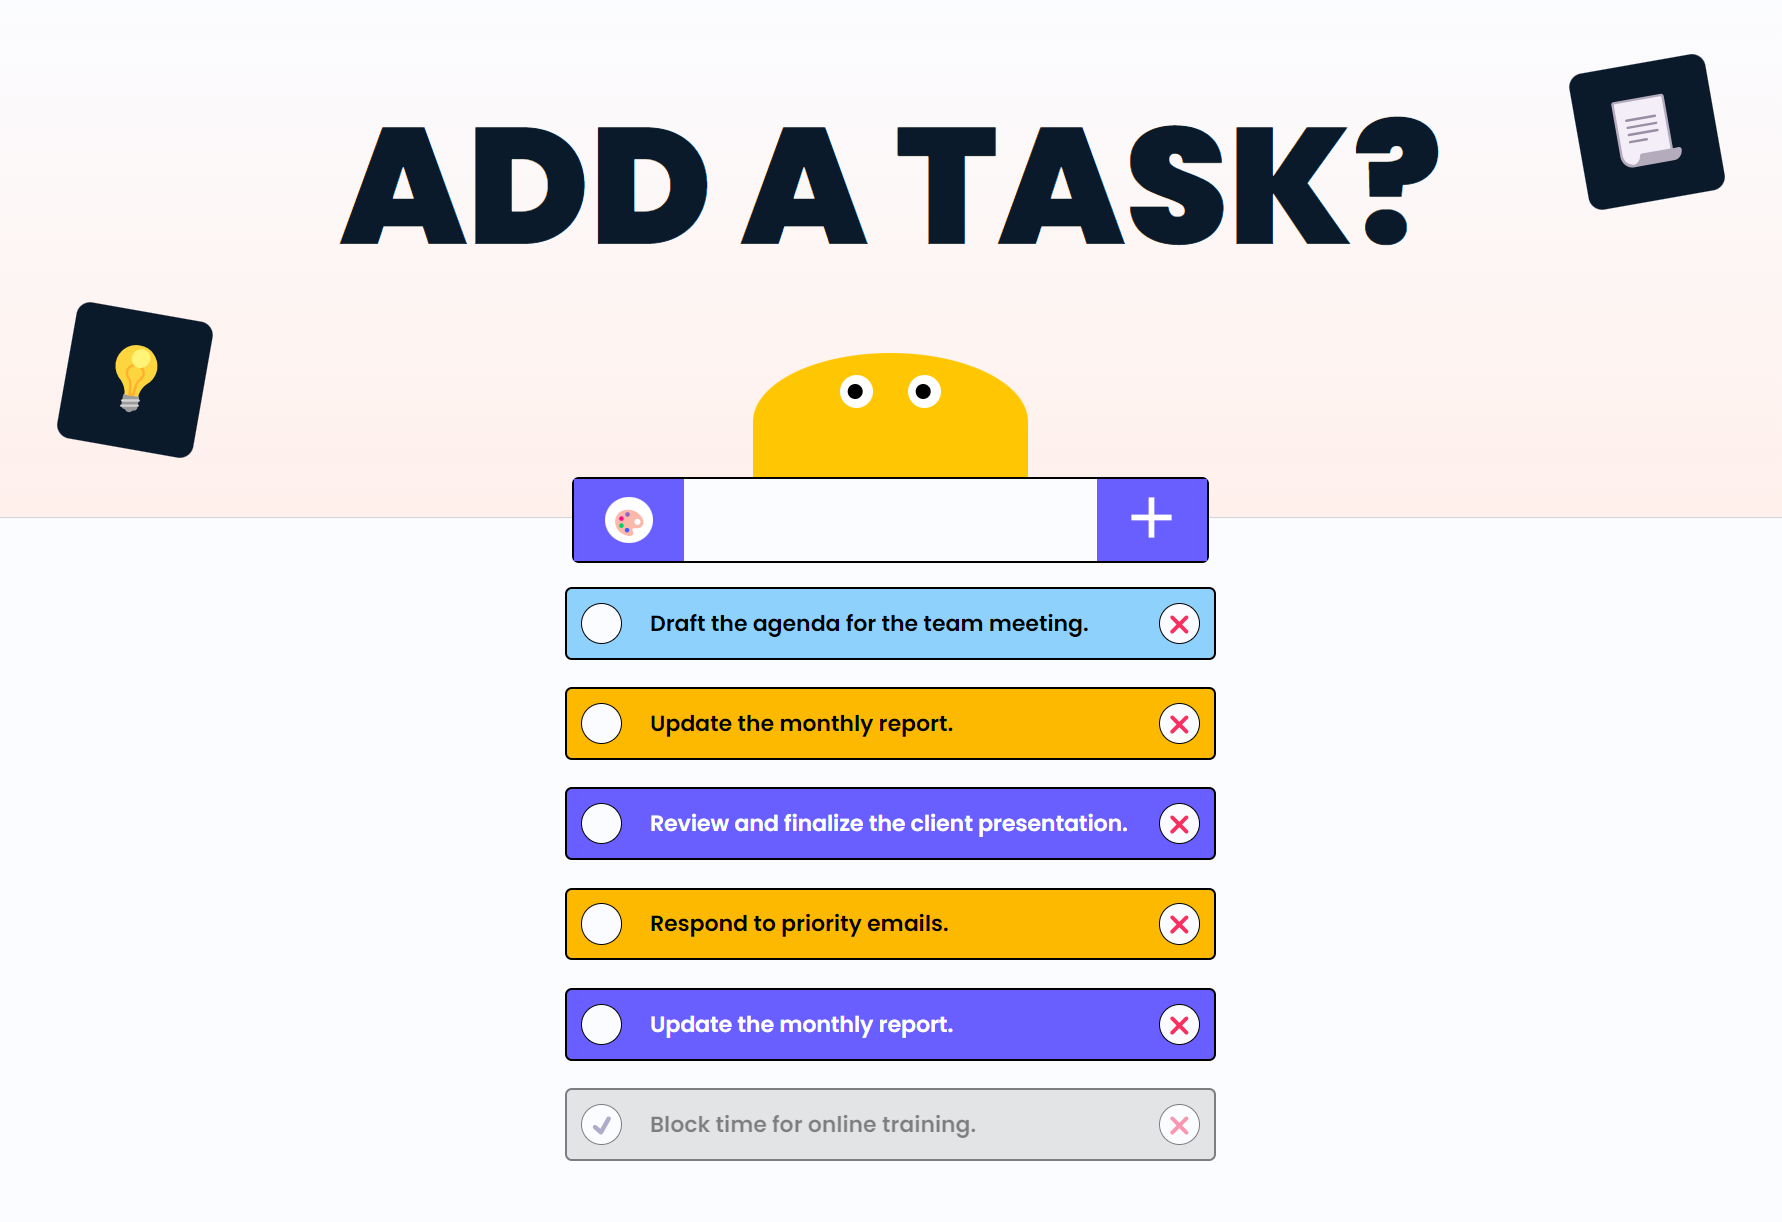 ADD A TASK?
Draft the agenda for the team meeting.
Update the monthly report.
Review and finalize the client presentation.
Respond to priority emails.
Update the monthly report.
Block time for online training.